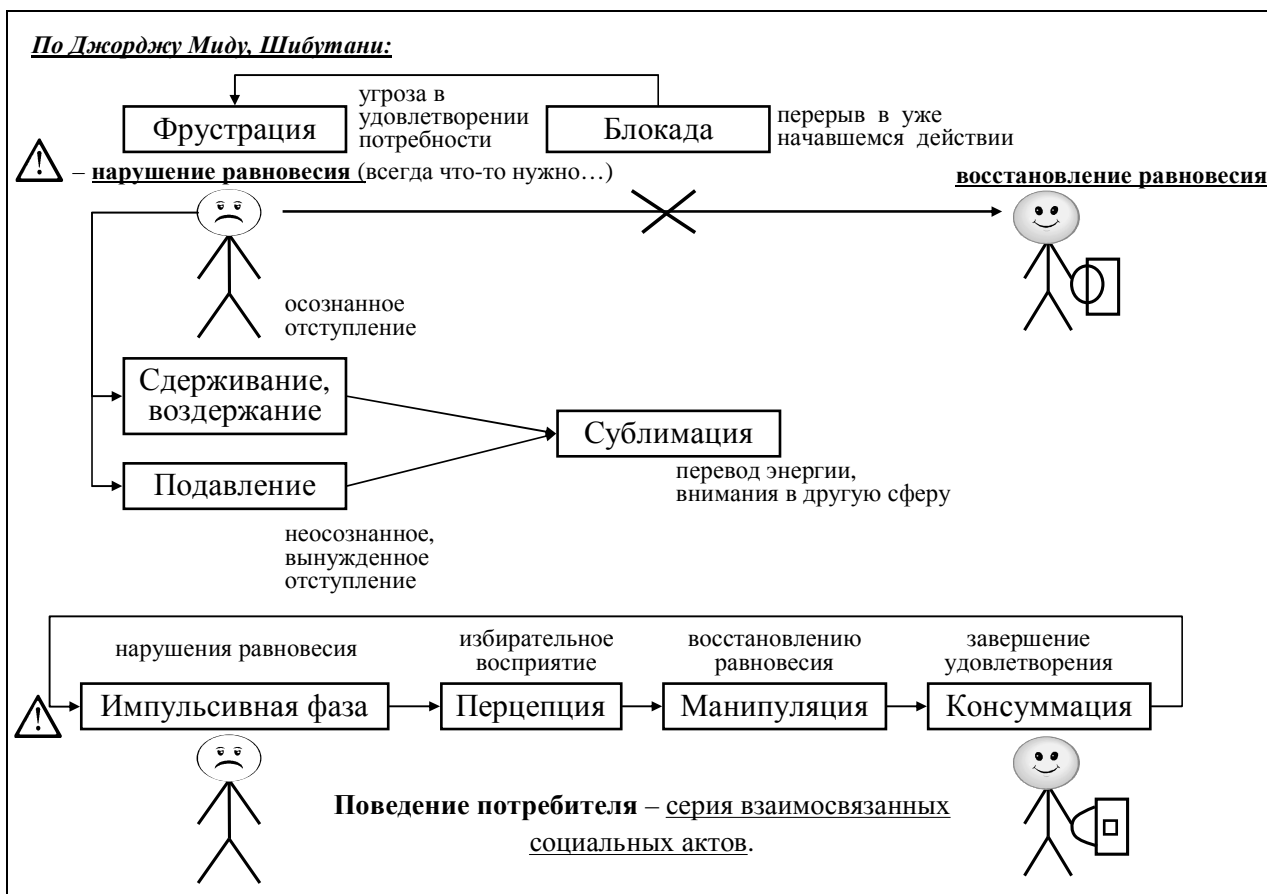 По Джорджу Миду, Шибутани:
Фрустрация
угроза в
удовлетворении
потребности
Блокада
перерыв в уже
начавшемся действии
! – нарушение равновесия (всегда что-то нужно…)
восстановление равновесия
осознанное
отступление
Сдерживание,
воздержание
Сублимация
перевод энергии,
внимания в другую сферу
Подавление
неосознанное,
вынужденное
отступление
нарушения равновесия
избирательное
восприятие
восстановлению
равновесия
завершение
удовлетворения
!
Импульсивная фаза
Перцепция
Манипуляция
Консуммация
Поведение потребителя – серия взаимосвязанных
социальных актов.